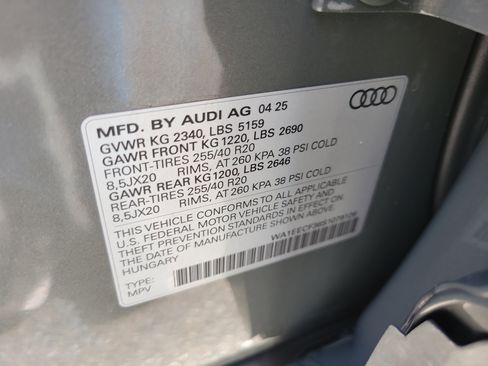 MFD. BY AUDI AG 04 25
GVWR KG 2340, LBS 5159
GAWR FRONT KG 1220, LBS 2690
FRONT-TIRES 255/40 R20
8,5JX20 RIMS, AT 260 KPA 38 PSI COLD
GAWR REAR KG1200, LBS 2646
REAR-TIRES 255/40 R20
8,5JX20 RIMS, AT 260 KPA 38 PSI COLD
THIS VEHICLE CONFORMS TO ALL APPLICABLE
U.S. FEDERAL MOTOR VEHICLE SAFETY AND
THEFT PREVENTION STANDARDS IN EFFECT ON
THE DATE OF MANUFACTURE SHOWN ABOVE.
HUNGARY
TYPE:
MPV